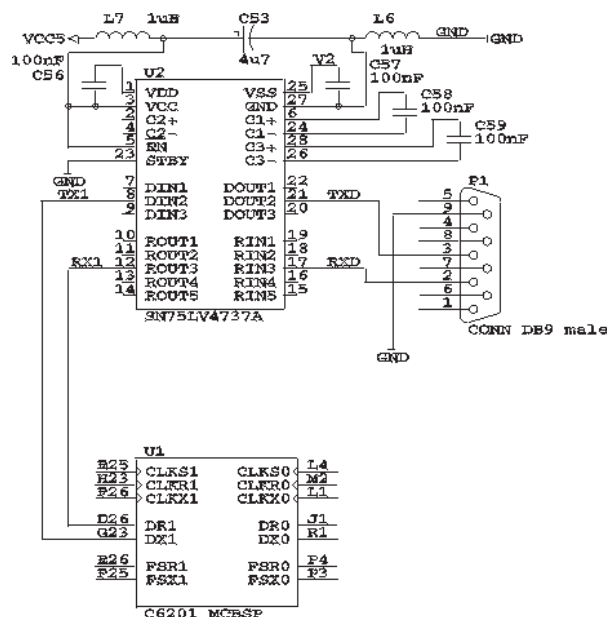 L7 1uH C53 L6
VCC5 GND GND
100nF 4u7 1uH
C56 U2 V2 C57
100nF
1 VDD VSS 25
3 VCC GND 27 C58
2 C2+ C1+ 6 100nF
4 C2- C1- 24
5 EN C3+ 28 C59
23 STBY C3- 26 100nF
GND P1
7 DIN1 DOUT1 22
TX1 8 DIN2 DOUT2 21 TXD
9 DIN3 DOUT3 20
10 ROUT1 RIN1 19
11 ROUT2 RIN2 18
RX1 12 ROUT3 RIN3 17 RXD
13 ROUT4 RIN4 16
14 ROUT5 RIN5 15
5
9
4
8
3
7
2
6
1
SN75LV4737A
CONN DB9 male
GND
U1
CLKS1 CLKS0 L4
H23 CLKR1 CLKR0 M2
F26 CLKX1 CLKX0 L1
D26 DR1 DR0 J1
G23 DX1 DX0 R1
E26 FSR1 FSR0 P4
F25 FSX1 FSX0 P3
C6201 MCBSP